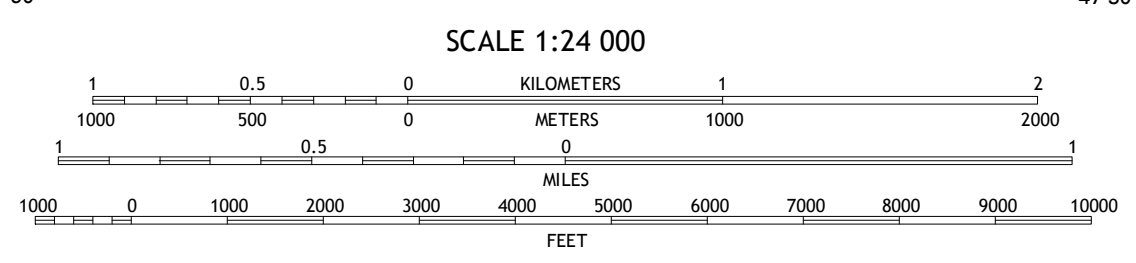 SCALE 1:24 000
1 0.5 0 KILOMETERS 1 2
1000 500 0 METERS 1000 2000
1 0.5 0 1
MILES
1000 0 1000 2000 3000 4000 5000 6000 7000 8000 9000 10000
FEET